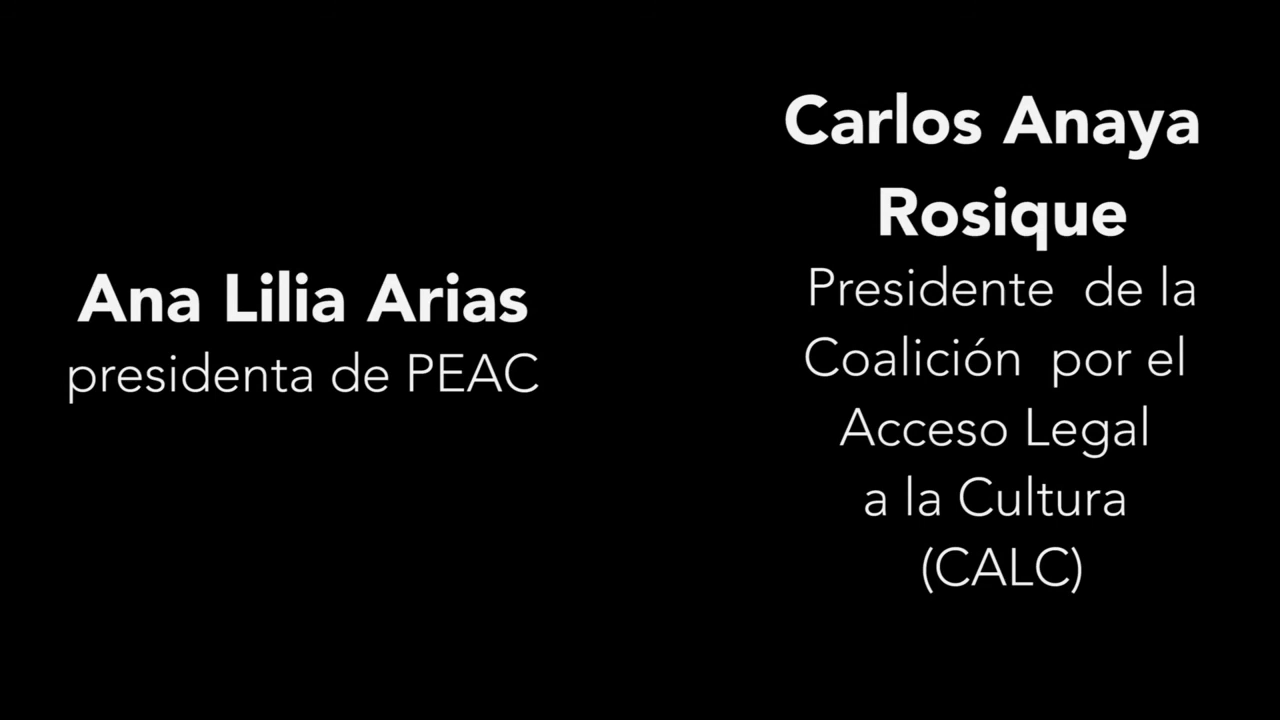 Ana Lilia Arias
presidenta de PEAC
Carlos Anaya
Rosique
Presidente de la
Coalición por el
Acceso Legal
a la Cultura
(CALC)